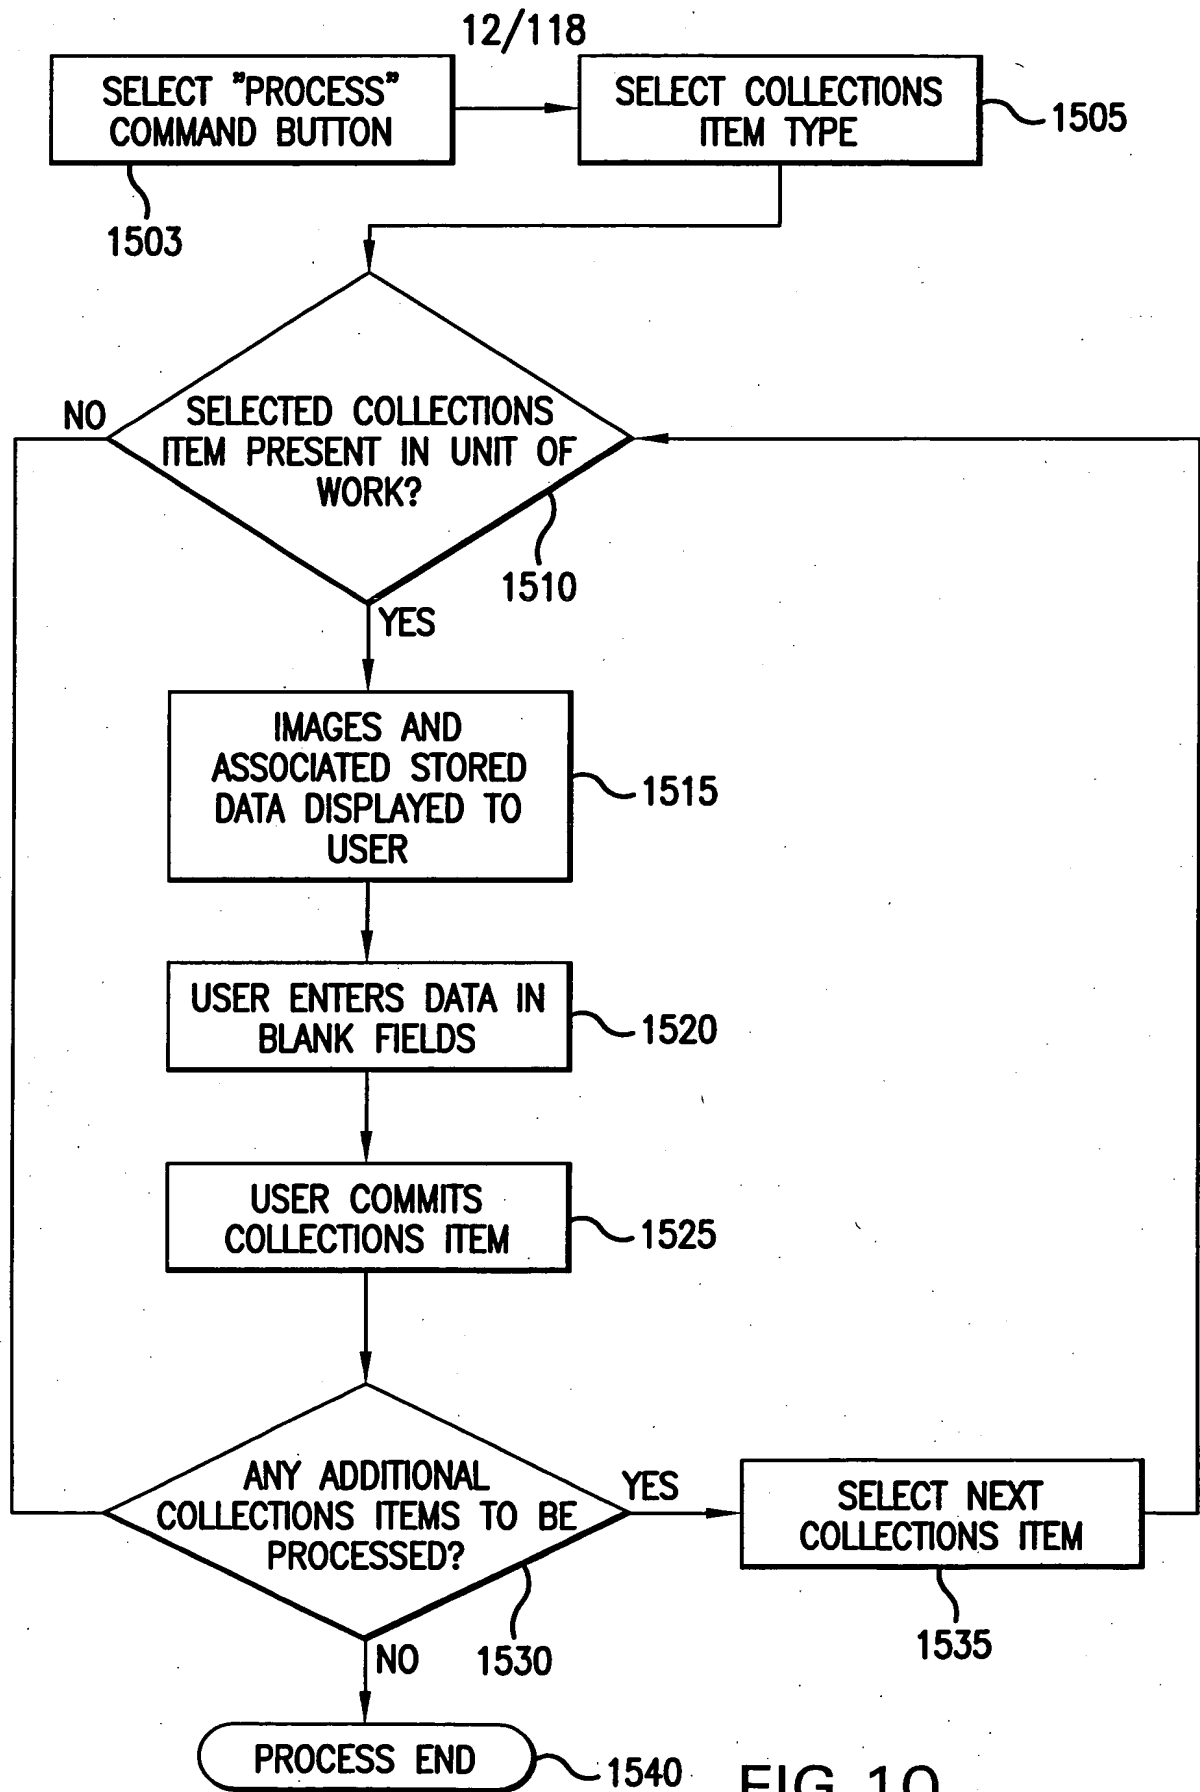 12/118
SELECT "PROCESS"
COMMAND BUTTON
1503
SELECT COLLECTIONS
ITEM TYPE
1505
SELECTED COLLECTIONS
ITEM PRESENT IN UNIT OF
WORK?
NO
1510
YES
IMAGES AND
ASSOCIATED STORED
DATA DISPLAYED TO
USER
1515
USER ENTERS DATA IN
BLANK FIELDS
1520
USER COMMITS
COLLECTIONS ITEM
1525
ANY ADDITIONAL
COLLECTIONS ITEMS TO BE
PROCESSED?
YES
1530
SELECT NEXT
COLLECTIONS ITEM
1535
NO
PROCESS END
1540
FIG. 10